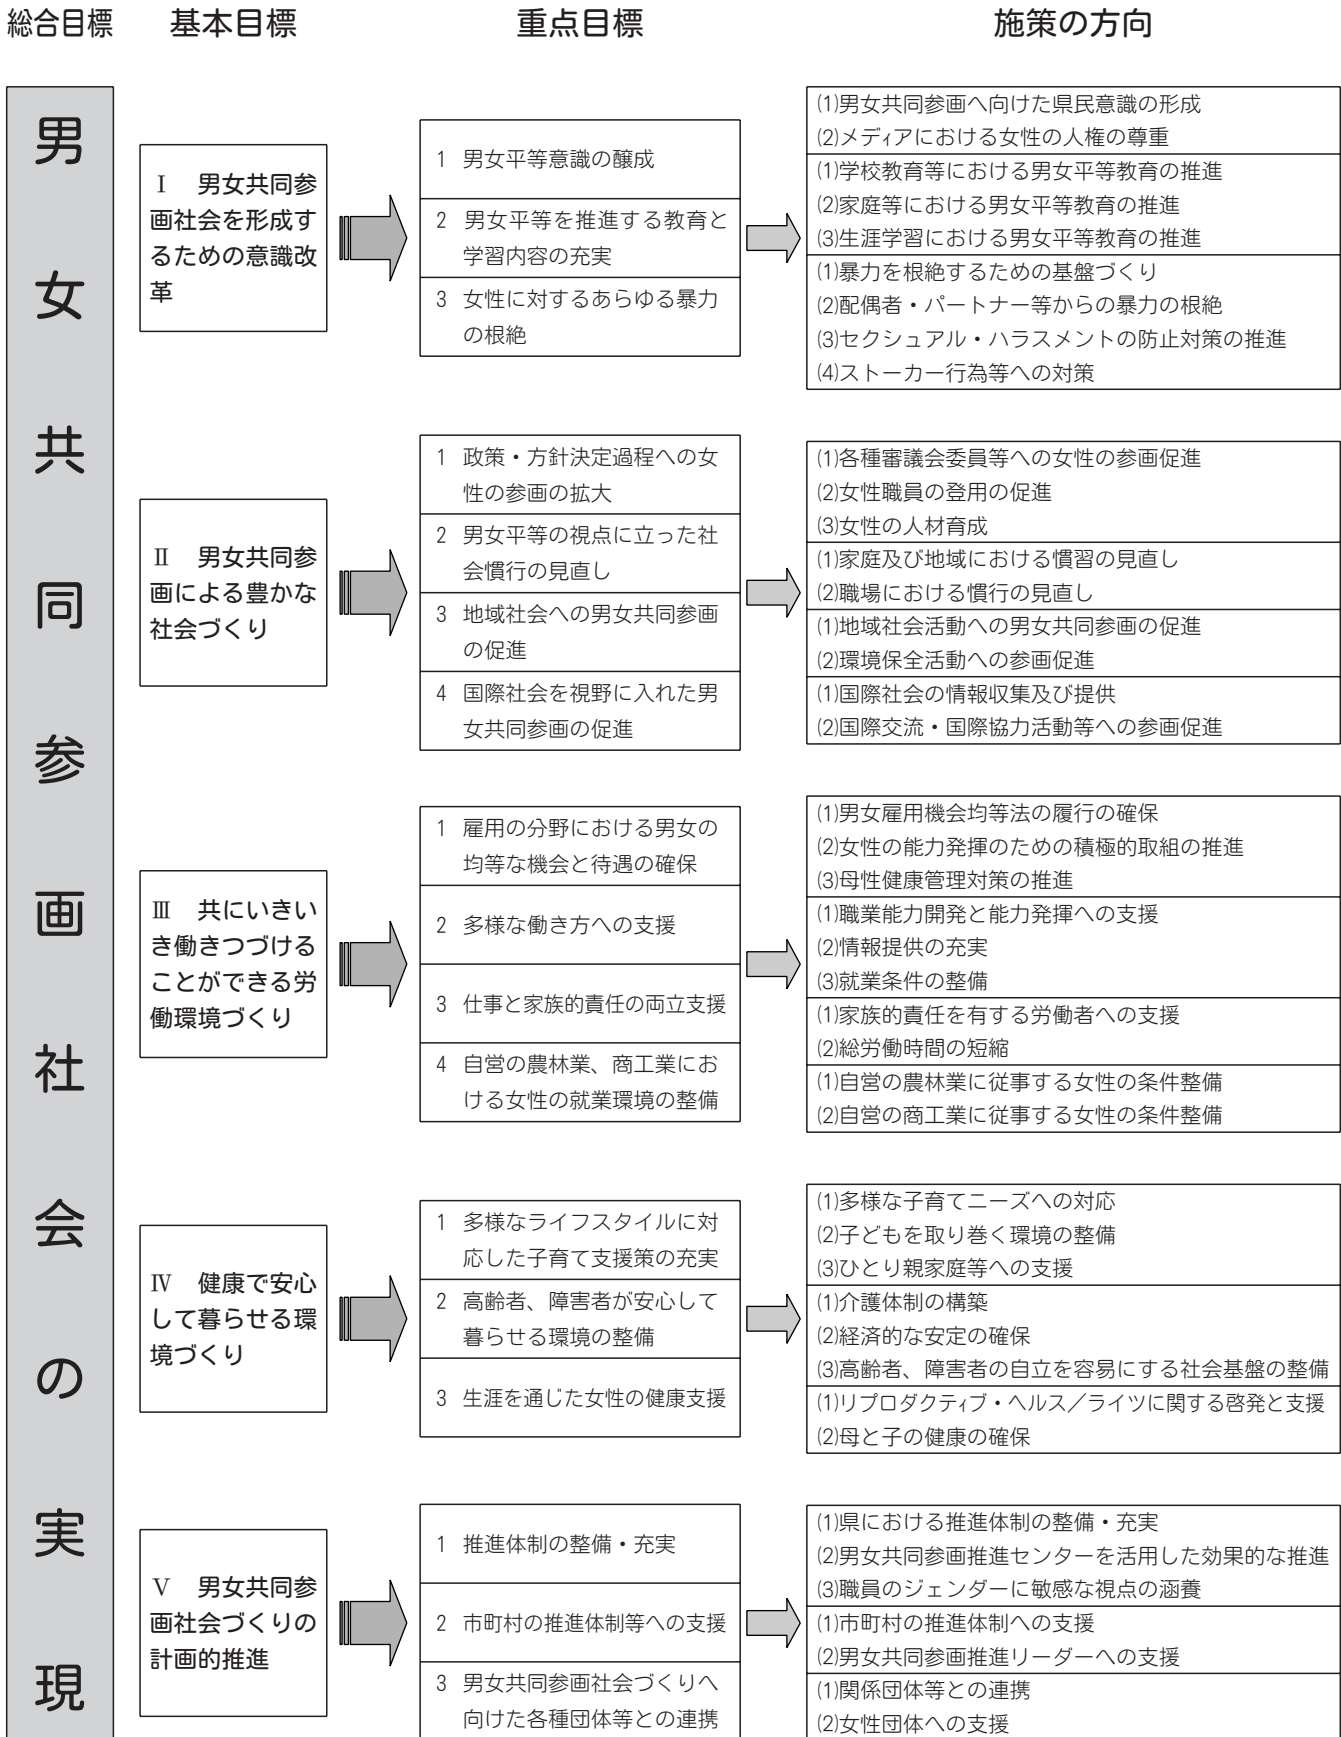 総合目標 基本目標 重点目標 施策の方向
男女共同参画社会の実現
Ⅰ 男女共同参
画社会を形成す
るための意識改
革
1 男女平等意識の醸成
2 男女平等を推進する教育と
学習内容の充実
3 女性に対するあらゆる暴力
の根絶
⑴男女共同参画へ向けた県民意識の形成
⑵メディアにおける女性の人権の尊重
⑴学校教育等における男女平等教育の推進
⑵家庭等における男女平等教育の推進
⑶生涯学習における男女平等教育の推進
⑴暴力を根絶するための基盤づくり
⑵配偶者・パートナー等からの暴力の根絶
⑶セクシュアル・ハラスメントの防止対策の推進
⑷ストーカー行為等への対策
Ⅱ 男女共同参
画による豊かな
社会づくり
1 政策・方針決定過程への女
性の参画の拡大
2 男女平等の視点に立った社
会慣行の見直し
3 地域社会への男女共同参画
の促進
4 国際社会を視野に入れた男
女共同参画の促進
⑴各種審議会委員等への女性の参画促進
⑵女性職員の登用の促進
⑶女性の人材育成
⑴家庭及び地域における慣習の見直し
⑵職場における慣行の見直し
⑴地域社会活動への男女共同参画の促進
⑵環境保全活動への参画促進
⑴国際社会の情報収集及び提供
⑵国際交流・国際協力活動等への参画促進
Ⅲ 共にいきい
き働きつづける
ことができる労
働環境づくり
1 雇用の分野における男女の
均等な機会と待遇の確保
2 多様な働き方への支援
3 仕事と家族的責任の両立支援
4 自営の農林業、商工業にお
ける女性の就業環境の整備
⑴男女雇用機会均等法の履行の確保
⑵女性の能力発揮のための積極的取組の推進
⑶母性健康管理対策の推進
⑴職業能力開発と能力発揮への支援
⑵情報提供の充実
⑶就業条件の整備
⑴家族的責任を有する労働者への支援
⑵総労働時間の短縮
⑴自営の農林業に従事する女性の条件整備
⑵自営の商工業に従事する女性の条件整備
Ⅳ 健康で安心
して暮らせる環
境づくり
1 多様なライフスタイルに対
応した子育て支援策の充実
2 高齢者、障害者が安心して
暮らせる環境の整備
3 生涯を通じた女性の健康支援
⑴多様な子育てニーズへの対応
⑵子どもを取り巻く環境の整備
⑶ひとり親家庭等への支援
⑴介護体制の構築
⑵経済的な安定の確保
⑶高齢者、障害者の自立を容易にする社会基盤の整備
⑴リプロダクティブ・ヘルス／ライツに関する啓発と支援
⑵母と子の健康の確保
Ⅴ 男女共同参
画社会づくりの
計画的推進
1 推進体制の整備・充実
2 市町村の推進体制等への支援
3 男女共同参画社会づくりへ
向けた各種団体等との連携
⑴県における推進体制の整備・充実
⑵男女共同参画推進センターを活用した効果的な推進
⑶職員のジェンダーに敏感な視点の涵養
⑴市町村の推進体制への支援
⑵男女共同参画推進リーダーへの支援
⑴関係団体等との連携
⑵女性団体への支援